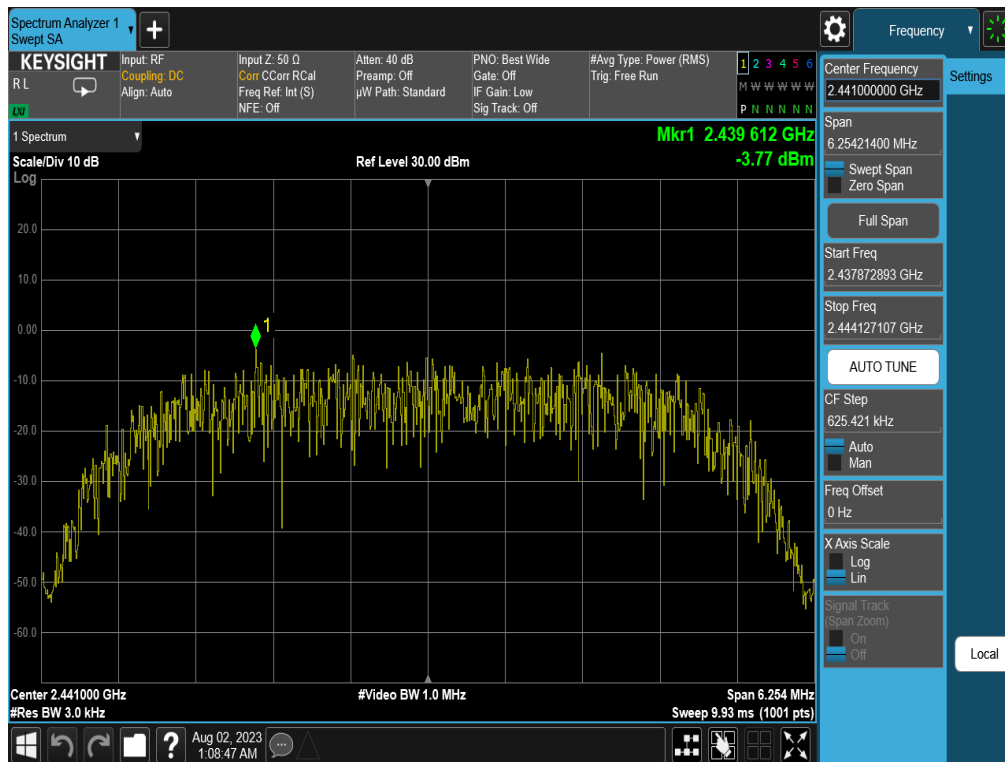 Spectrum Analyzer 1
Swept SA
+
Frequency
KEYSIGHT
R L
LXI
Input: RF
Coupling: DC
Align: Auto
Input Z: 50 Ω
Corr CCorr RCal
Freq Ref: Int (S)
NFE: Off
Atten: 40 dB
Preamp: Off
µW Path: Standard
PNO: Best Wide
Gate: Off
IF Gain: Low
Sig Track: Off
#Avg Type: Power (RMS)
Trig: Free Run
1 2 3 4 5 6
M W W W W W
P N N N N N
1 Spectrum
Scale/Div 10 dB
Log
Ref Level 30.00 dBm
Mkr1 2.439 612 GHz
-3.77 dBm
20.0
10.0
0.00
-10.0
-20.0
-30.0
-40.0
-50.0
-60.0
1
Center 2.441000 GHz
#Video BW 1.0 MHz
Span 6.254 MHz
#Res BW 3.0 kHz
Sweep 9.93 ms (1001 pts)
Center Frequency
2.441000000 GHz
Settings
Span
6.25421400 MHz
Swept Span
Zero Span
Full Span
Start Freq
2.437872893 GHz
Stop Freq
2.444127107 GHz
AUTO TUNE
CF Step
625.421 kHz
Auto
Man
Freq Offset
0 Hz
X Axis Scale
Log
Lin
Signal Track
(Span Zoom)
On
Off
Local
?
Aug 02, 2023
1:08:47 AM